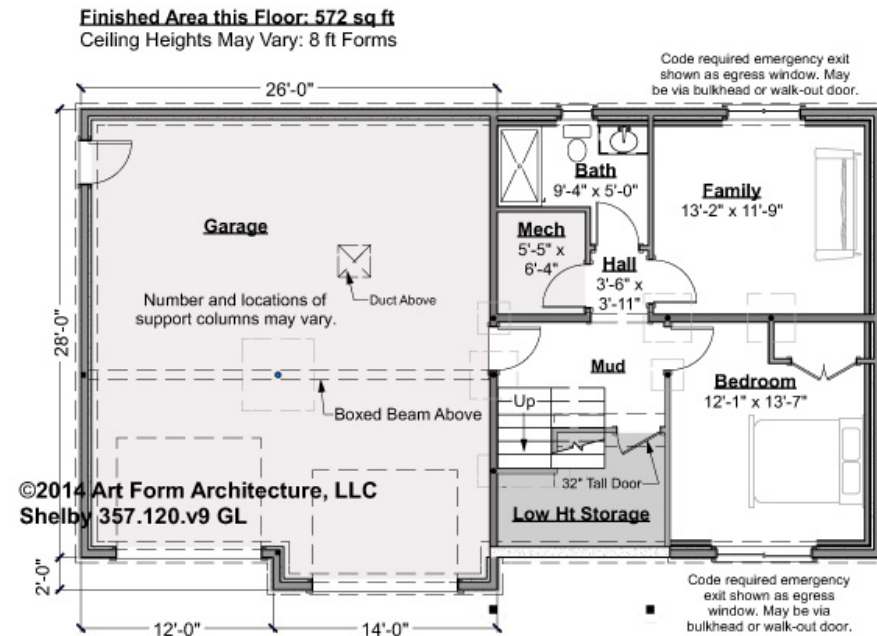 Finished Area this Floor: 572 sq ft
Ceiling Heights May Vary: 8 ft Forms
Code required emergency exit
shown as egress window. May
be via bulkhead or walk-out door.
26'-0"
Bath
9'-4" x 5'-0"
Family
13'-2" x 11'-9"
Garage
Mech
5'-5" x
6'-4"
Hall
3'-6" x
3'-11"
Duct Above
Number and locations of
support columns may vary.
28'-0"
Mud
Bedroom
12'-1" x 13'-7"
Up
Boxed Beam Above
32" Tall Door
Low Ht Storage
©2014 Art Form Architecture, LLC
Shelby 357.120.v9 GL
2'-0"
12'-0"
14'-0"
Code required emergency
exit shown as egress
window. May be via
bulkhead or walk-out door.